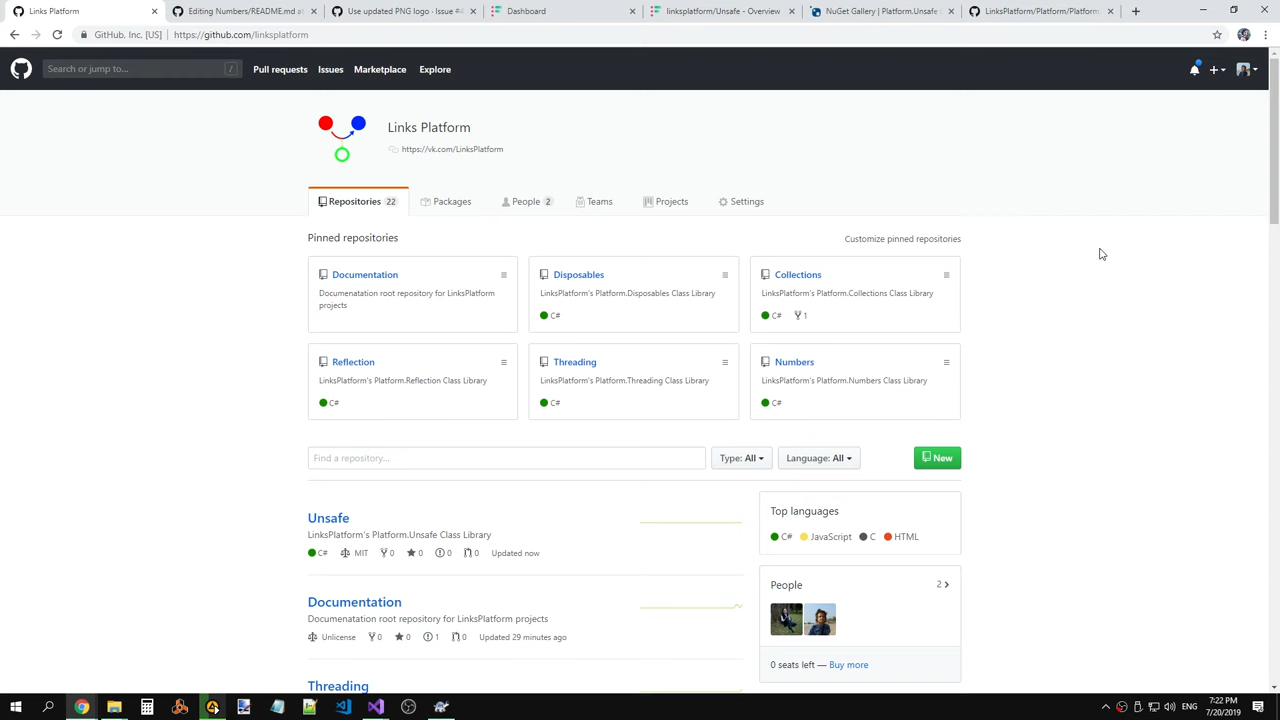 Links Platform
Editing Numbers/README.md at
Use updated PNG logo · Issue #4
Dashboard
linksplatform/Unsafe - Overview
NuGet Gallery | Platform.Unsafe
LinksPlatform/Platform/Platform.
GitHub, Inc. [US] | https://github.com/linksplatform
Search or jump to...
/
Pull requests
Issues
Marketplace
Explore
Links Platform
https://vk.com/LinksPlatform
Repositories 22
Packages
People 2
Teams
Projects
Settings
Pinned repositories
Customize pinned repositories
Documentation
Documenatation root repository for LinksPlatform
projects
Disposables
LinksPlatform's Platform.Disposables Class Library
C#
Collections
LinksPlatform's Platform.Collections Class Library
C# 1
Reflection
LinksPlatform's Platform.Reflection Class Library
C#
Threading
LinksPlatform's Platform.Threading Class Library
C#
Numbers
LinksPlatform's Platform.Numbers Class Library
C#
Find a repository...
Type: All
Language: All
New
Unsafe
LinksPlatform's Platform.Unsafe Class Library
C# MIT 0 0 0 0 Updated now
Documentation
Documenatation root repository for LinksPlatform projects
Unlicense 0 0 1 0 Updated 29 minutes ago
Threading
Top languages
C# JavaScript C HTML
People
2
0 seats left — Buy more
ENG
7:22 PM
7/20/2019